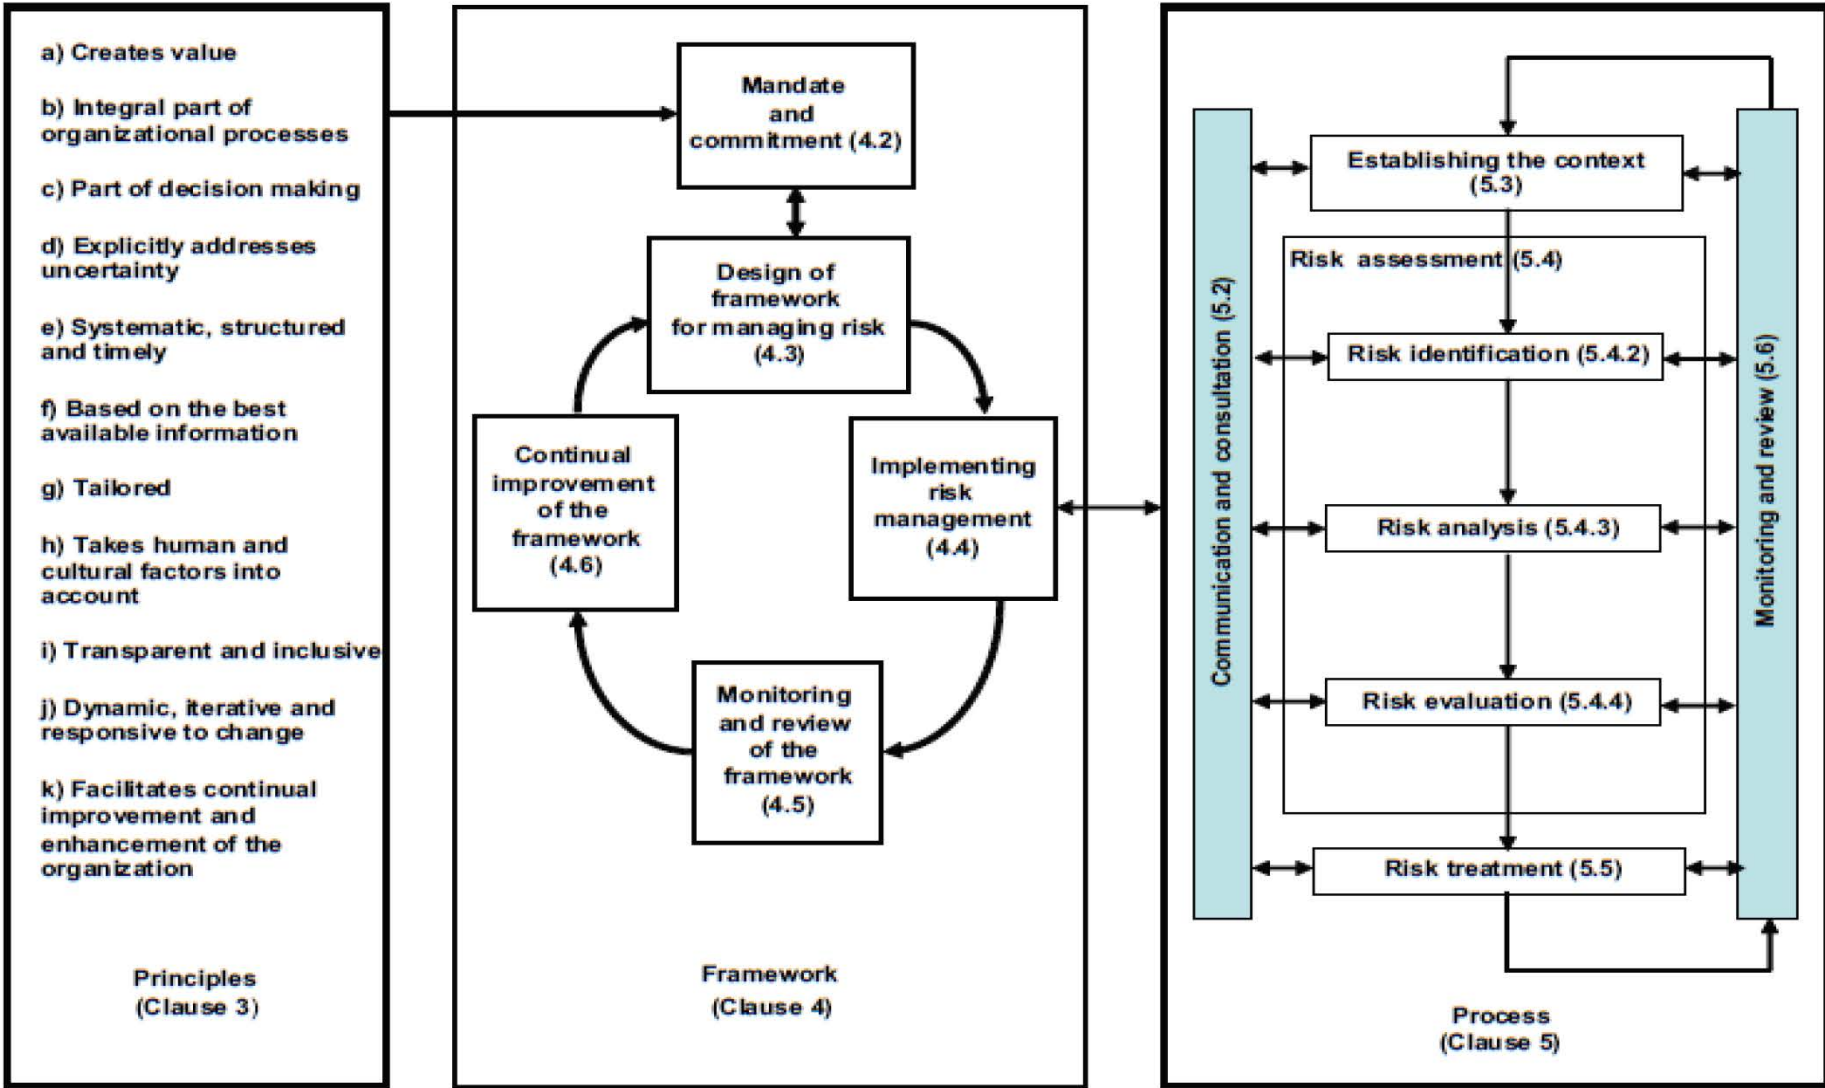 a) Creates value
b) Integral part of
organizational processes
c) Part of decision making
d) Explicitly addresses
uncertainty
e) Systematic, structured
and timely
f) Based on the best
available information
g) Tailored
h) Takes human and
cultural factors into
account
i) Transparent and inclusive
j) Dynamic, iterative and
responsive to change
k) Facilitates continual
improvement and
enhancement of the
organization
Principles
(Clause 3)
Mandate
and
commitment (4.2)
Design of
framework
for managing risk
(4.3)
Implementing
risk
management
(4.4)
Monitoring
and review
of the
framework
(4.5)
Continual
improvement
of the
framework
(4.6)
Framework
(Clause 4)
Communication and consultation (5.2)
Establishing the context
(5.3)
Risk assessment (5.4)
Risk identification (5.4.2)
Risk analysis (5.4.3)
Risk evaluation (5.4.4)
Risk treatment (5.5)
Monitoring and review (5.6)
Process
(Clause 5)